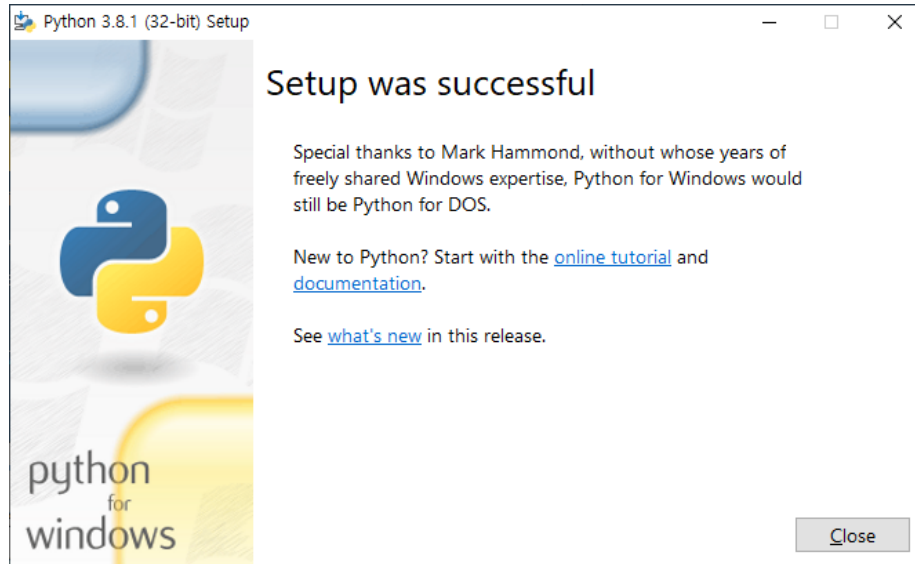 Python 3.8.1 (32-bit) Setup
Setup was successful
Special thanks to Mark Hammond, without whose years of
freely shared Windows expertise, Python for Windows would
still be Python for DOS.
New to Python? Start with the online tutorial and
documentation.
See what's new in this release.
python
for
windows
Close